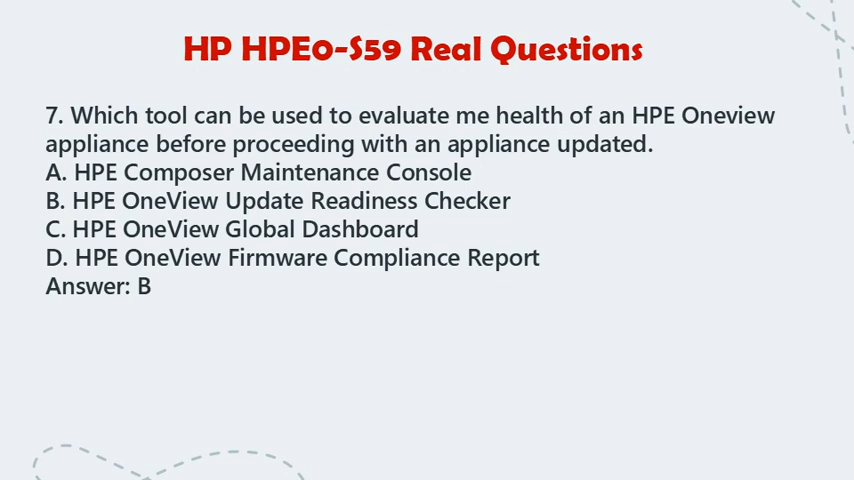 HP HPE0-S59 Real Questions
7. Which tool can be used to evaluate me health of an HPE Oneview
appliance before proceeding with an appliance updated.
A. HPE Composer Maintenance Console
B. HPE OneView Update Readiness Checker
C. HPE OneView Global Dashboard
D. HPE OneView Firmware Compliance Report
Answer: B